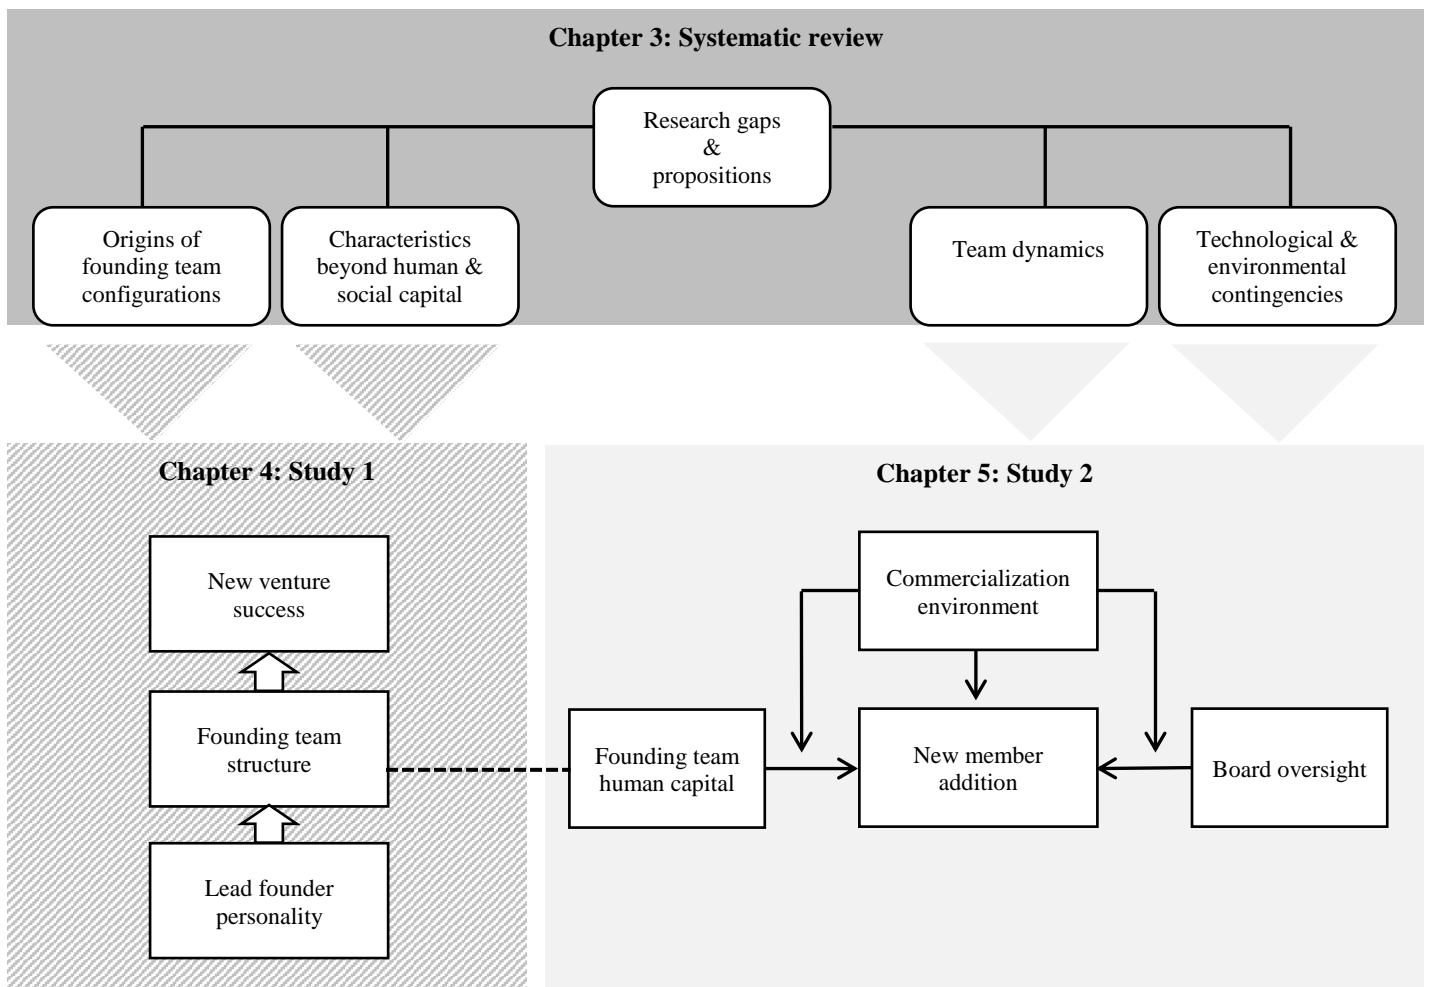 Chapter 3: Systematic review
Research gaps
&
propositions
Origins of
founding team
configurations
Characteristics
beyond human &
social capital
Team dynamics
Technological &
environmental
contingencies
Chapter 4: Study 1
New venture
success
Founding team
structure
Lead founder
personality
Chapter 5: Study 2
Commercialization
environment
Founding team
human capital
New member
addition
Board oversight